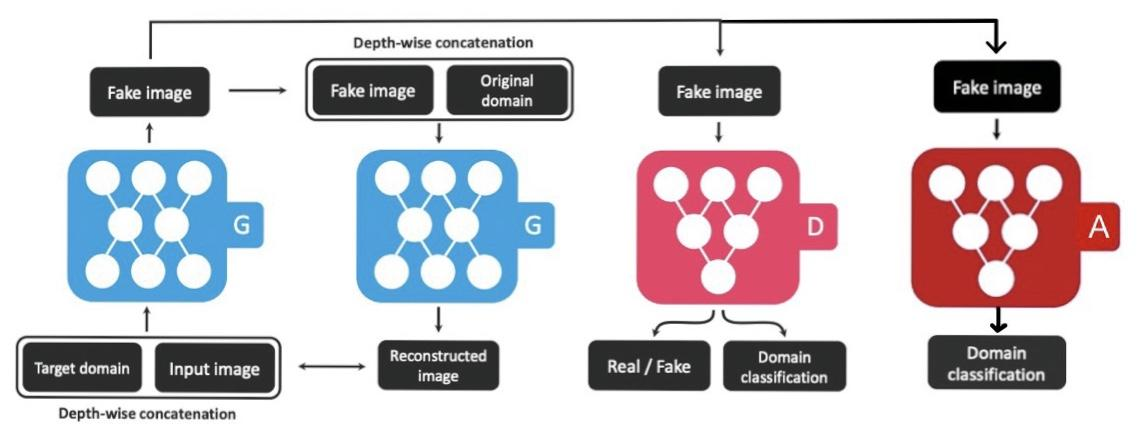 Depth-wise concatenation
Fake image
Fake image
Original
domain
Fake image
Fake image
G
G
D
A
Target domain
Input image
Reconstructed
image
Real / Fake
Domain
classification
Domain
classification
Depth-wise concatenation